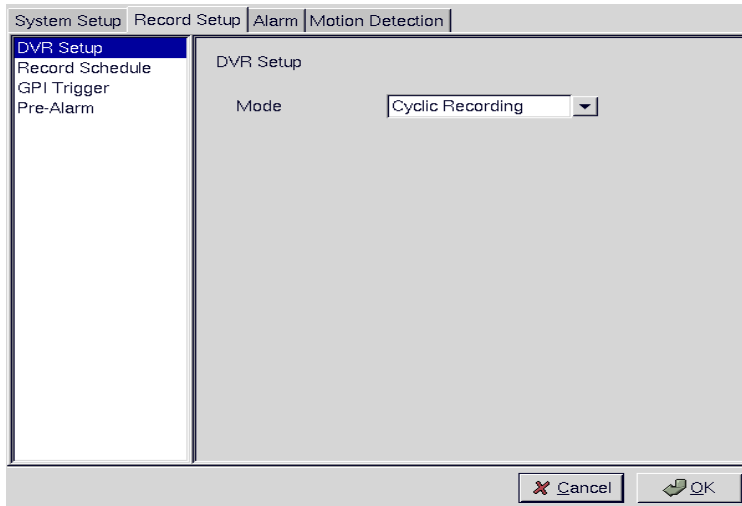 System Setup Record Setup Alarm Motion Detection
DVR Setup
Record Schedule
GPI Trigger
Pre-Alarm
DVR Setup
Mode Cyclic Recording
Cancel OK